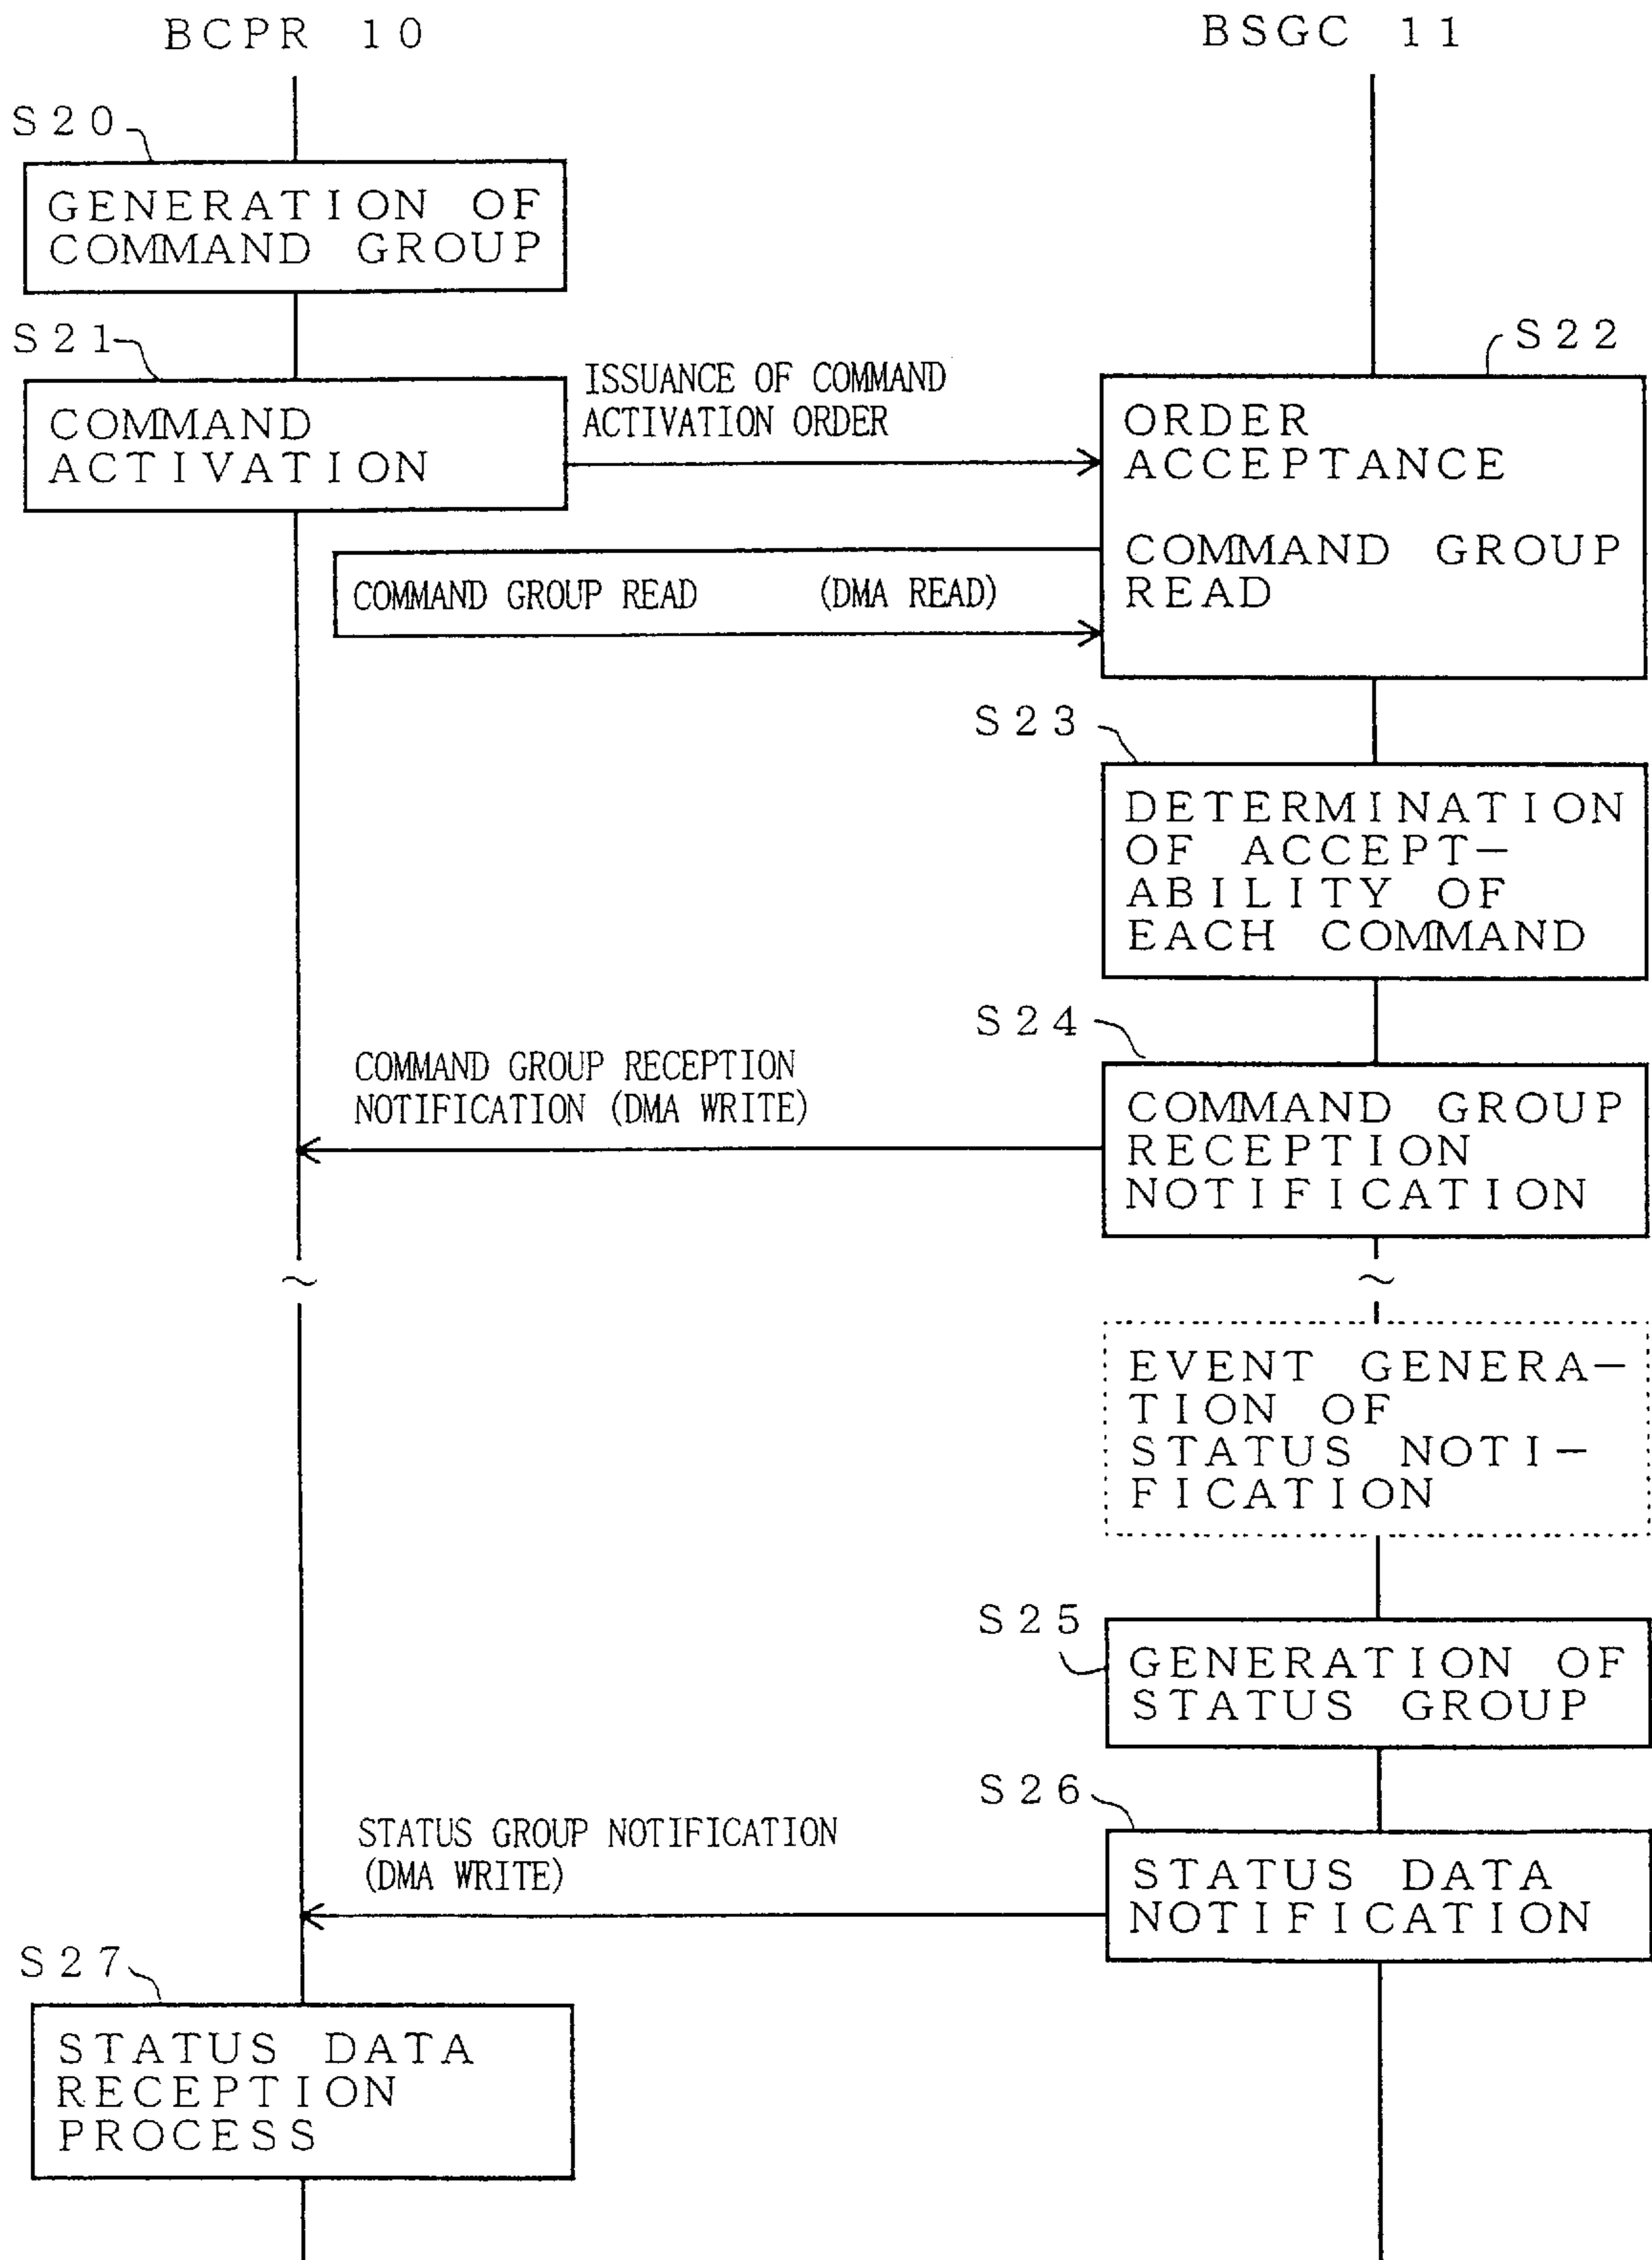 BCPR 10
BSGC 11
S20
GENERATION OF
COMMAND GROUP
S21
COMMAND
ACTIVATION
ISSUANCE OF COMMAND
ACTIVATION ORDER
S22
ORDER
ACCEPTANCE
COMMAND GROUP
READ
COMMAND GROUP READ (DMA READ)
S23
DETERMINATION
OF ACCEPT-
ABILITY OF
EACH COMMAND
S24
COMMAND GROUP RECEPTION
NOTIFICATION (DMA WRITE)
COMMAND GROUP
RECEPTION
NOTIFICATION
EVENT GENERA-
TION OF
STATUS NOTI-
FICATION
S25
GENERATION OF
STATUS GROUP
S26
STATUS GROUP NOTIFICATION
(DMA WRITE)
STATUS DATA
NOTIFICATION
S27
STATUS DATA
RECEPTION
PROCESS